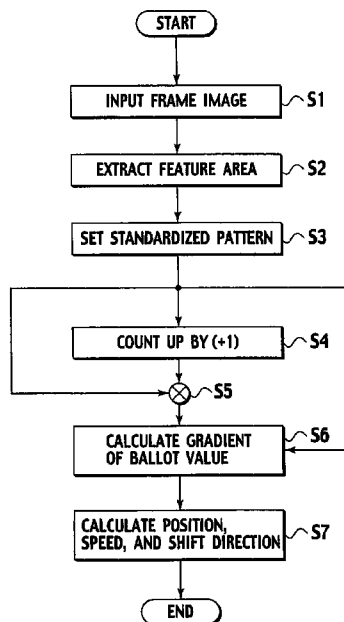 START
INPUT FRAME IMAGE S1
EXTRACT FEATURE AREA S2
SET STANDARDIZED PATTERN S3
COUNT UP BY (+1) S4
S5
CALCULATE GRADIENT S6
OF BALLOT VALUE
CALCULATE POSITION,
SPEED, AND SHIFT DIRECTION S7
END